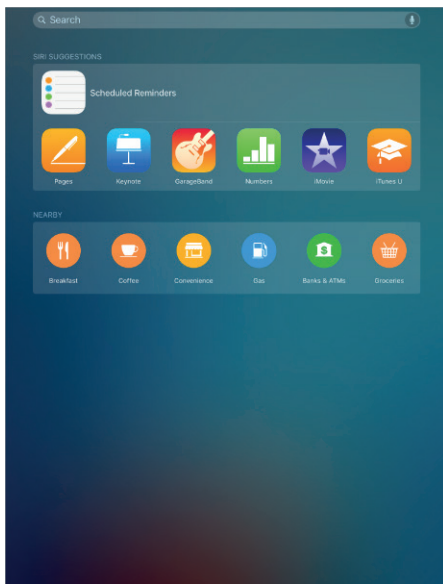 Search
SIRI SUGGESTIONS
Scheduled Reminders
Pages Keynote GarageBand Numbers iMovie iTunes U
NEARBY
Breakfast Coffee Convenience Gas Banks & ATMs Groceries